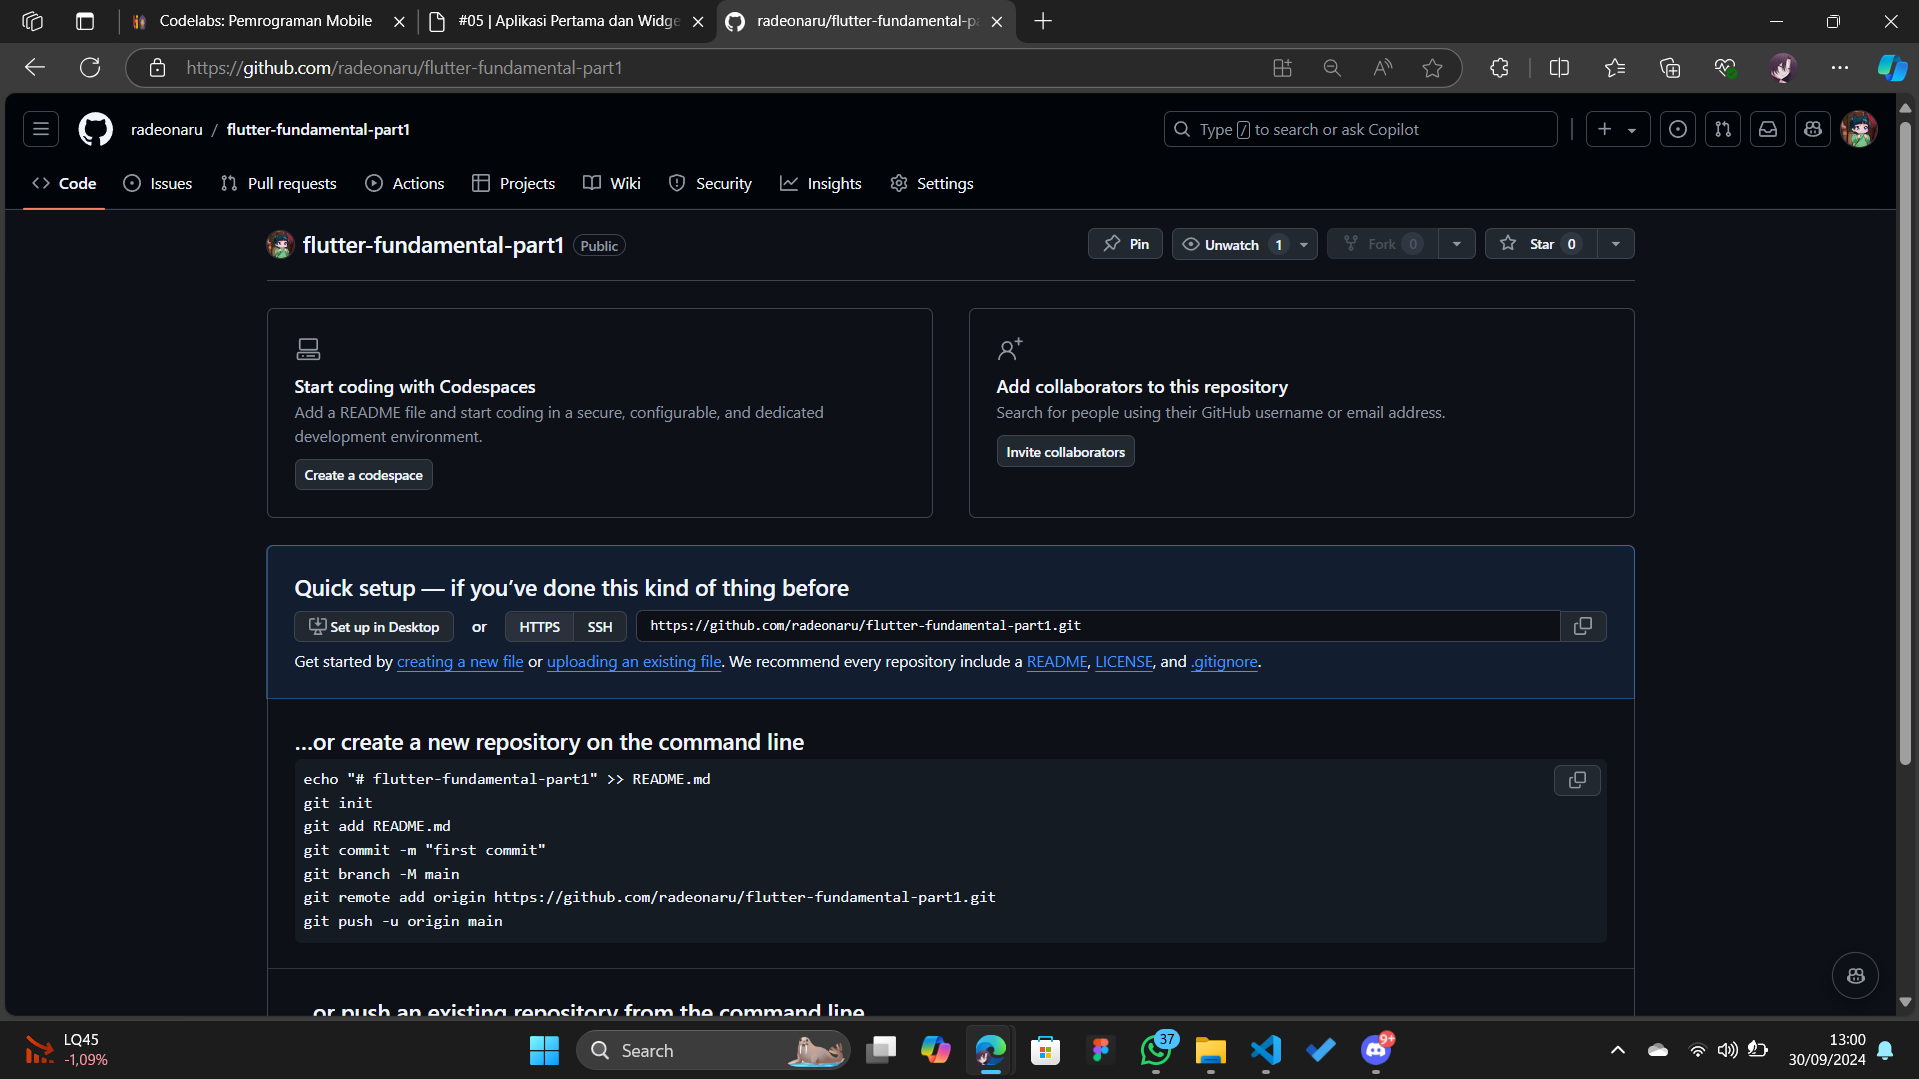 Codelabs: Pemrograman Mobile
#05 | Aplikasi Pertama dan Widge
radeonaru/flutter-fundamental-pa
https://github.com/radeonaru/flutter-fundamental-part1
radeonaru / flutter-fundamental-part1
Type / to search or ask Copilot
Code
Issues
Pull requests
Actions
Projects
Wiki
Security
Insights
Settings
flutter-fundamental-part1 Public
Pin
Unwatch 1
Fork 0
Star 0
Start coding with Codespaces
Add a README file and start coding in a secure, configurable, and dedicated
development environment.
Create a codespace
Add collaborators to this repository
Search for people using their GitHub username or email address.
Invite collaborators
Quick setup — if you’ve done this kind of thing before
Set up in Desktop or HTTPS SSH https://github.com/radeonaru/flutter-fundamental-part1.git
Get started by creating a new file or uploading an existing file. We recommend every repository include a README, LICENSE, and .gitignore.
…or create a new repository on the command line
echo "# flutter-fundamental-part1" >> README.md
git init
git add README.md
git commit -m "first commit"
git branch -M main
git remote add origin https://github.com/radeonaru/flutter-fundamental-part1.git
git push -u origin main
or push an existing repository from the command line
LQ45
-1,09%
Search
37
9+
13:00
30/09/2024